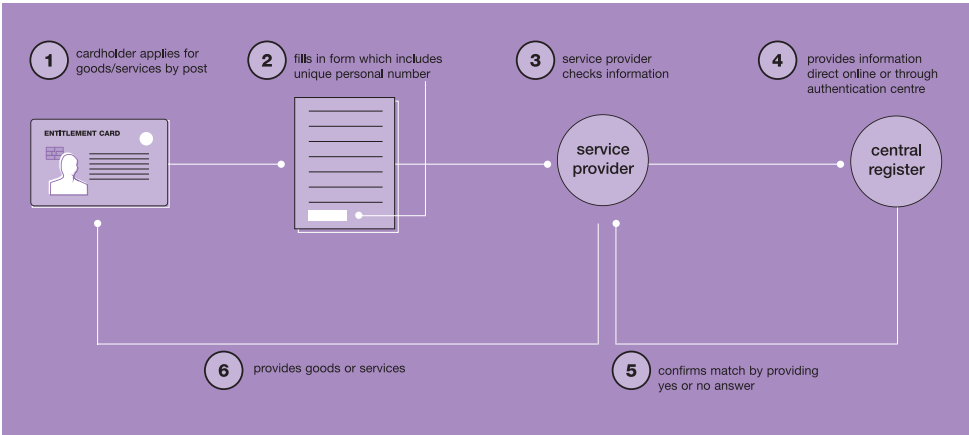 1
cardholder applies for
goods/services by post
2
fills in form which includes
unique personal number
3
service provider
checks information
4
provides information
direct online or through
authentication centre
ENTITLEMENT CARD
service
provider
central
register
6
provides goods or services
5
confirms match by providing
yes or no answer